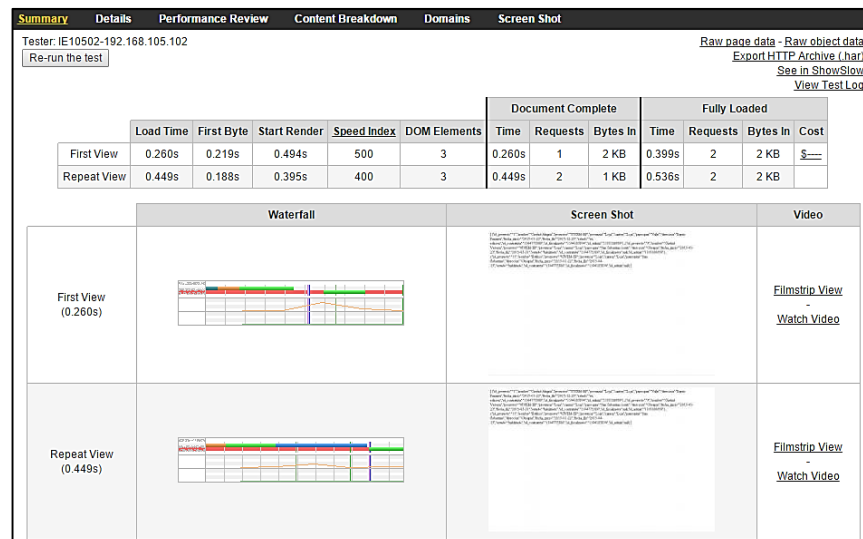 Summary Details Performance Review Content Breakdown Domains Screen Shot
Tester: IE10502-192.168.105.102
Re-run the test
Raw page data - Raw object data
Export HTTP Archive (.har)
See in ShowSlow
View Test Log
Document Complete Fully Loaded
Load Time First Byte Start Render Speed Index DOM Elements Time Requests Bytes In Time Requests Bytes In Cost
First View 0.260s 0.219s 0.494s 500 3 0.260s 1 2 KB 0.399s 2 2 KB $----
Repeat View 0.449s 0.188s 0.395s 400 3 0.449s 2 1 KB 0.536s 2 2 KB
Waterfall Screen Shot Video
First View
(0.260s)
Filmstrip View
-
Watch Video
Repeat View
(0.449s)
Filmstrip View
-
Watch Video